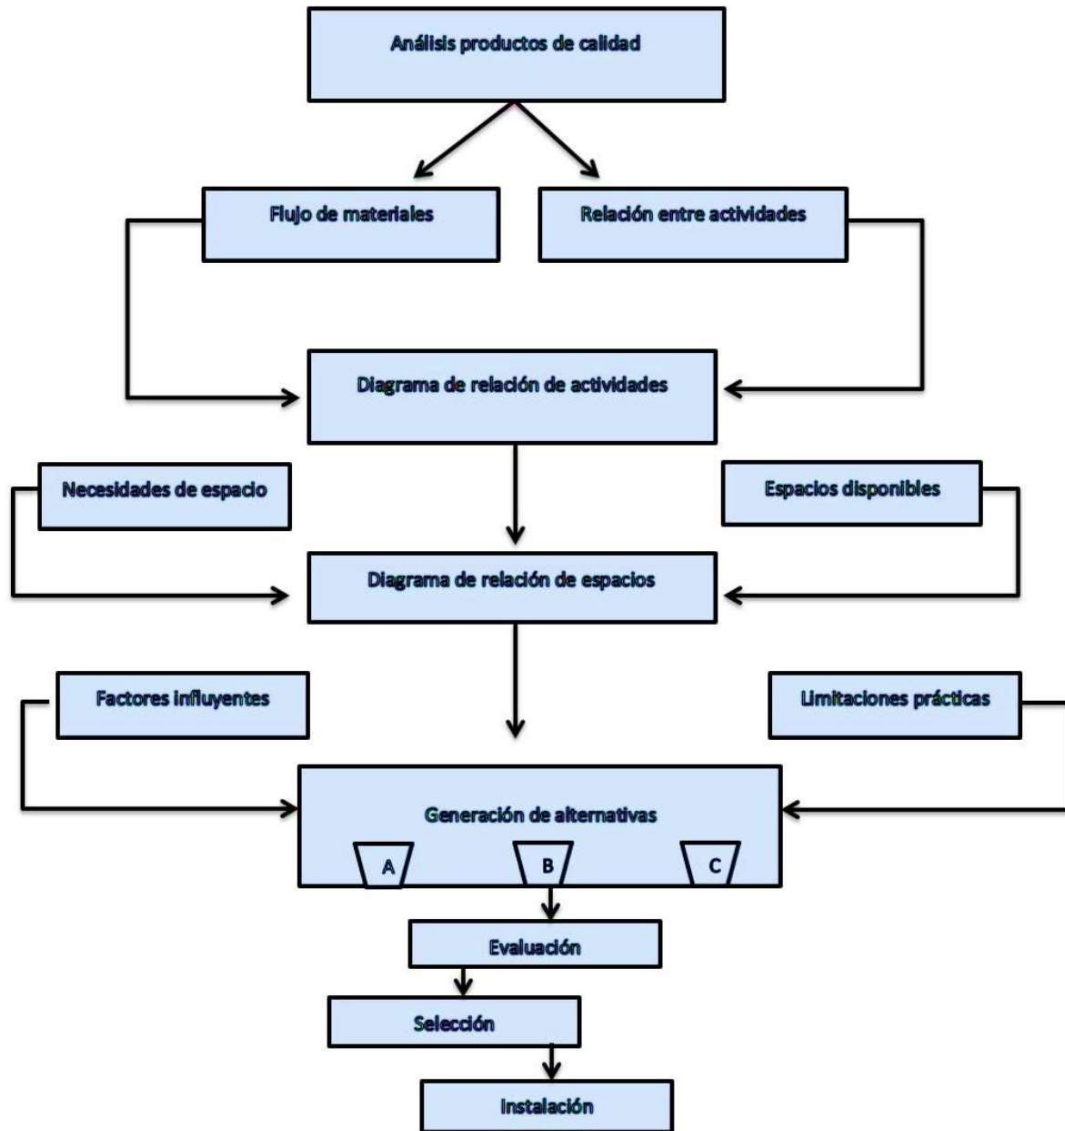 Análisis productos de calidad
Flujo de materiales
Relación entre actividades
Diagrama de relación de actividades
Necesidades de espacio
Espacios disponibles
Diagrama de relación de espacios
Factores influyentes
Limitaciones prácticas
Generación de alternativas
A
B
C
Evaluación
Selección
Instalación